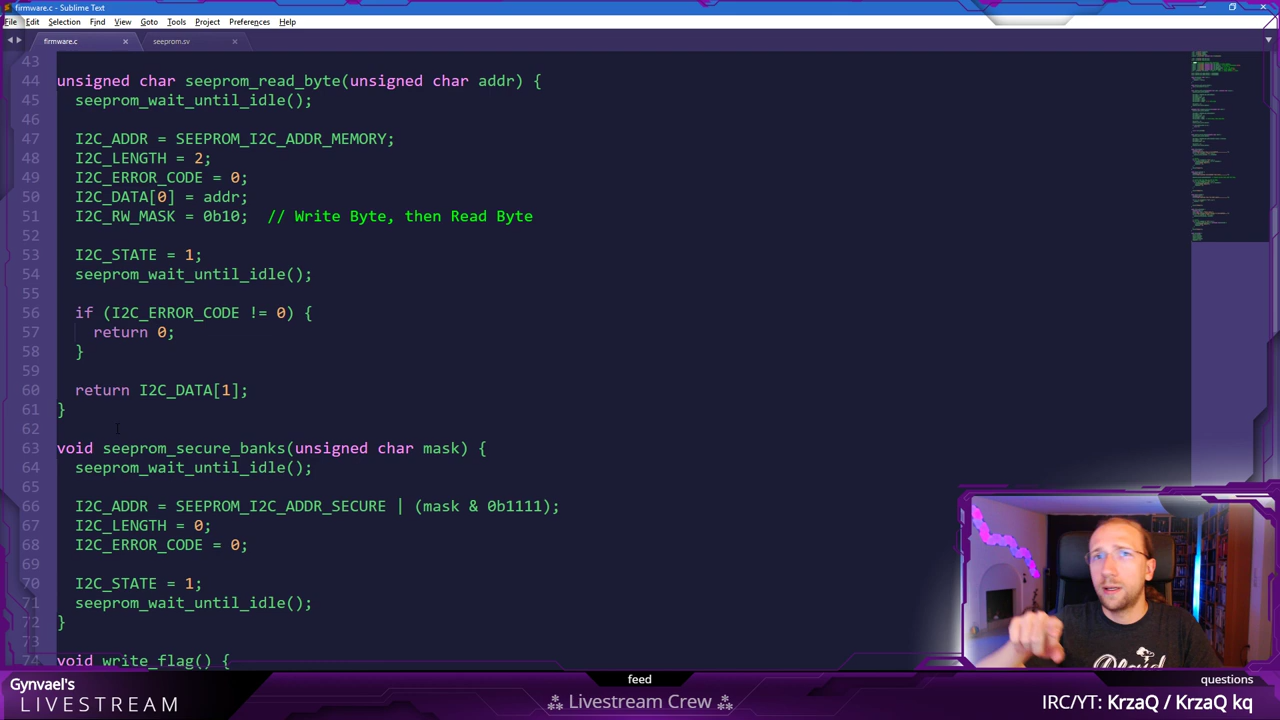 firmware.c - Sublime Text
File Edit Selection Find View Goto Tools Project Preferences Help
firmware.c × seeprom.sv ×
43
44 unsigned char seeprom_read_byte(unsigned char addr) {
45 seeprom_wait_until_idle();
46
47 I2C_ADDR = SEEPROM_I2C_ADDR_MEMORY;
48 I2C_LENGTH = 2;
49 I2C_ERROR_CODE = 0;
50 I2C_DATA[0] = addr;
51 I2C_RW_MASK = 0b10; // Write Byte, then Read Byte
52
53 I2C_STATE = 1;
54 seeprom_wait_until_idle();
55
56 if (I2C_ERROR_CODE != 0) {
57 return 0;
58 }
59
60 return I2C_DATA[1];
61 }
62
63 void seeprom_secure_banks(unsigned char mask) {
64 seeprom_wait_until_idle();
65
66 I2C_ADDR = SEEPROM_I2C_ADDR_SECURE | (mask & 0b1111);
67 I2C_LENGTH = 0;
68 I2C_ERROR_CODE = 0;
69
70 I2C_STATE = 1;
71 seeprom_wait_until_idle();
72 }
73
74 void write_flag() {
Gynvael's
LIVESTREAM
feed
Livestream Crew
questions
IRC/YT: KrzaQ / KrzaQ kq